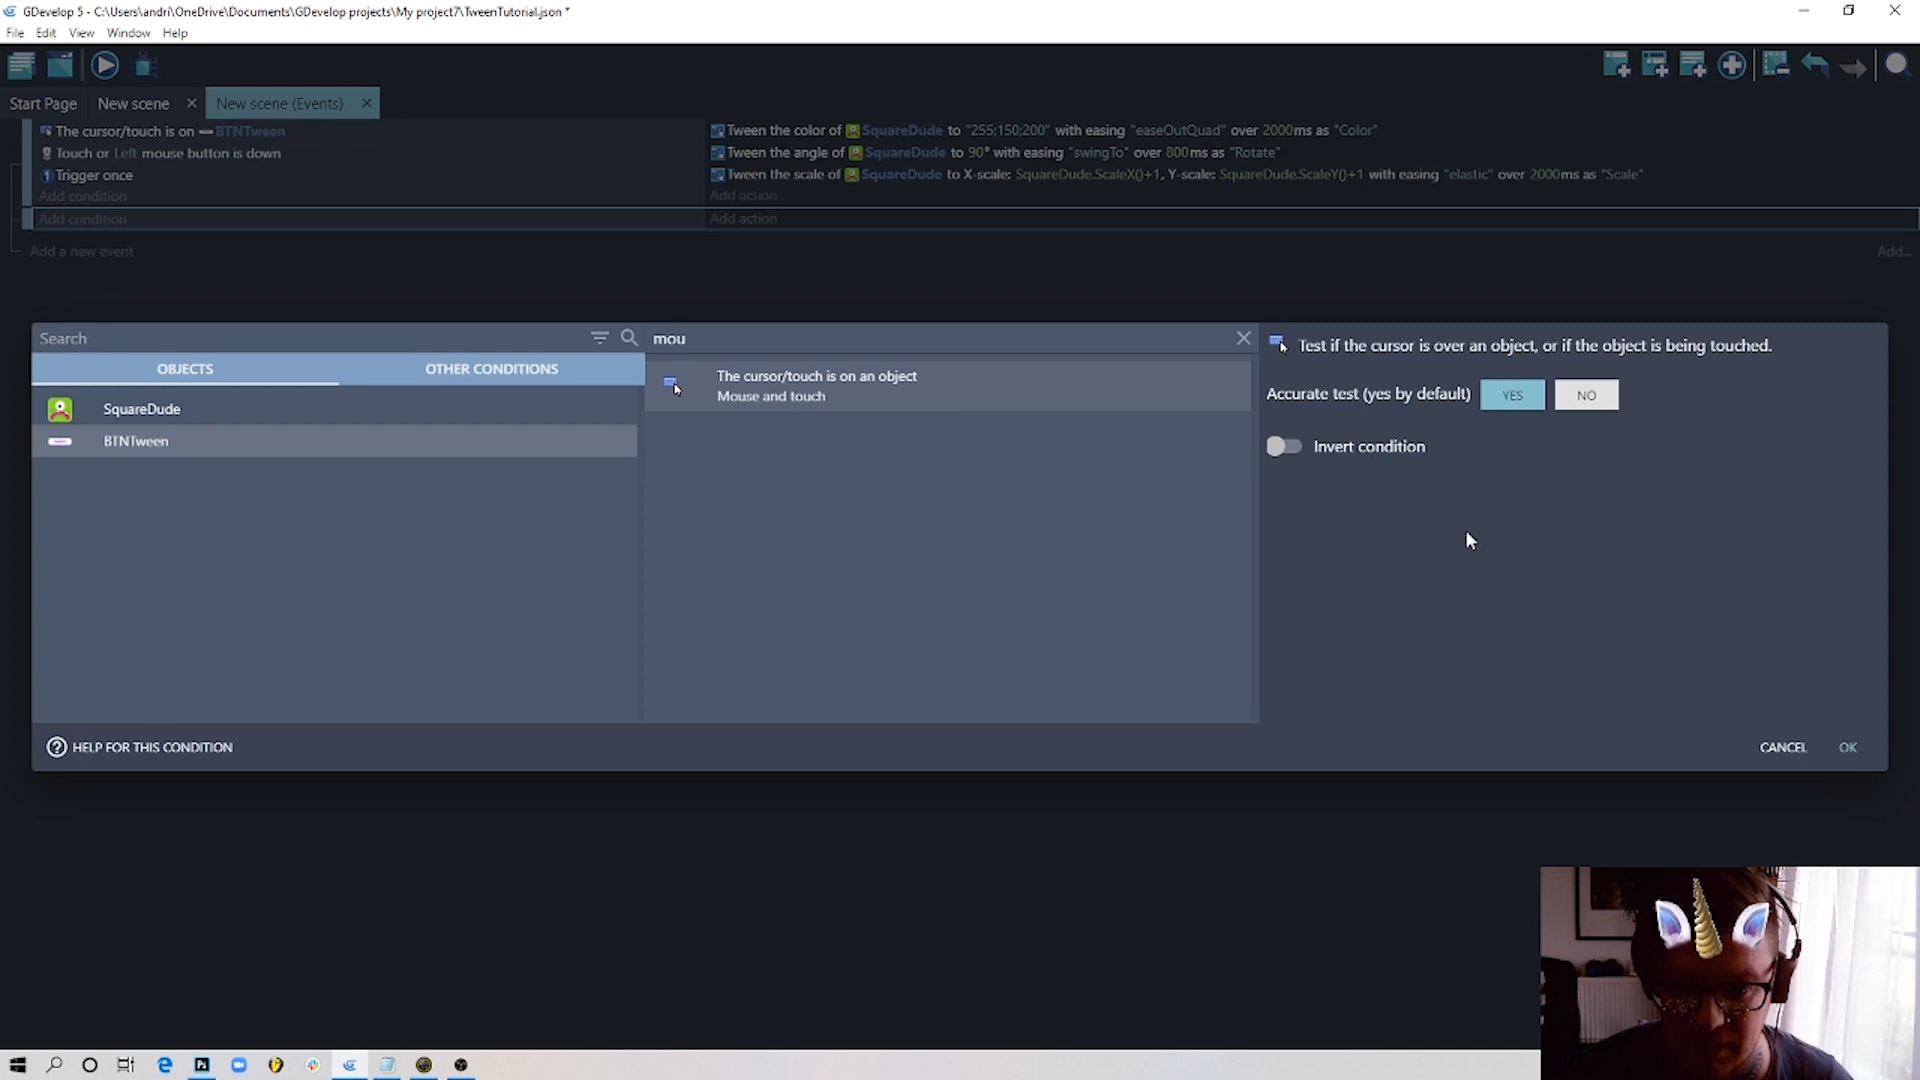 GDevelop 5 - C:\Users\andri\OneDrive\Documents\GDevelop projects\My project7\TweenTutorial.json *
File Edit View Window Help
Start Page New scene New scene (Events)
The cursor/touch is on BTNTween
Tween the color of SquareDude to "255;150;200" with easing "easeOutQuad" over 2000ms as "Color"
Touch or Left mouse button is down
Tween the angle of SquareDude to 90° with easing "swingTo" over 800ms as "Rotate"
Trigger once
Tween the scale of SquareDude to X-scale: SquareDude.ScaleX()+1, Y-scale: SquareDude.ScaleY()+1 with easing "elastic" over 2000ms as "Scale"
Add condition Add action
Add condition Add action
Add a new event Add...
Search
mou
Test if the cursor is over an object, or if the object is being touched.
OBJECTS OTHER CONDITIONS
The cursor/touch is on an object
Mouse and touch
Accurate test (yes by default) YES NO
SquareDude
BTNTween
Invert condition
HELP FOR THIS CONDITION CANCEL OK